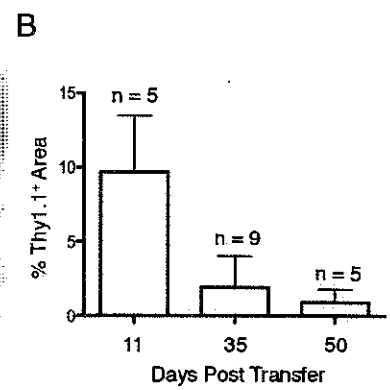 B
15
n = 5
10
% Thy1.1⁺ Area
5
n = 9
n = 5
0
11 35 50
Days Post Transfer